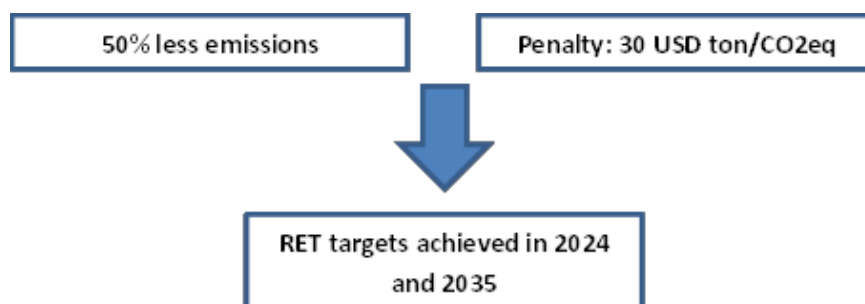 50% less emissions
Penalty: 30 USD ton/CO2eq
RET targets achieved in 2024
and 2035